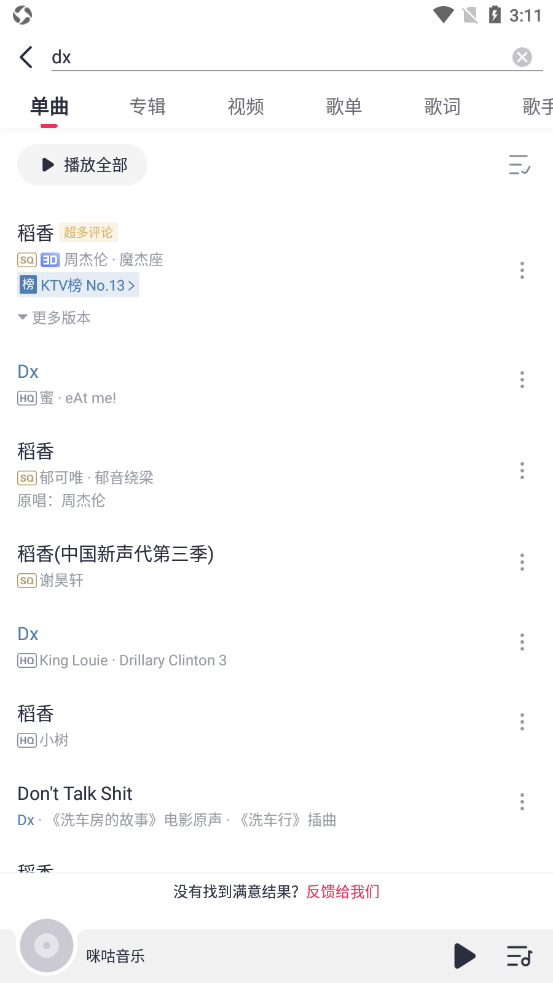 3:11
dx
单曲 专辑 视频 歌单 歌词 歌手
播放全部
稻香 超多评论
SQ 3D 周杰伦 · 魔杰座
榜 KTV榜 No.13 >
更多版本
Dx
HQ 蜜 · eAt me!
稻香
SQ 郁可唯 · 郁音绕梁
原唱：周杰伦
稻香(中国新声代第三季)
SQ 谢昊轩
Dx
HQ King Louie · Drillary Clinton 3
稻香
HQ 小树
Don't Talk Shit
Dx · 《洗车房的故事》电影原声 · 《洗车行》插曲
稻香
没有找到满意结果？反馈给我们
咪咕音乐